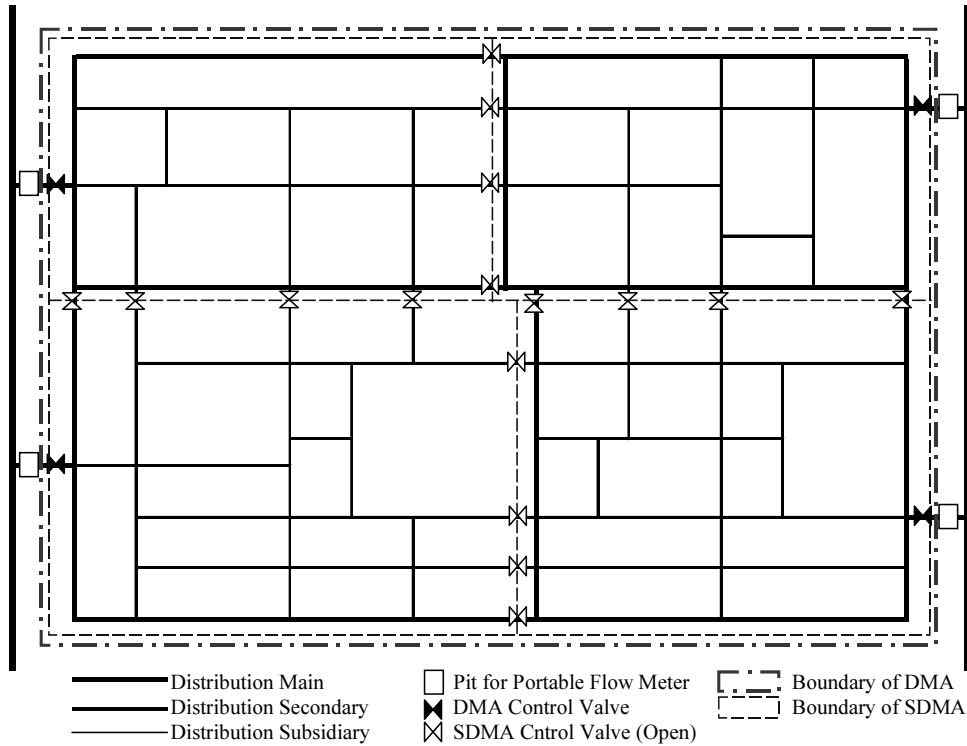 Distribution Main
Distribution Secondary
Distribution Subsidiary
Pit for Portable Flow Meter
DMA Control Valve
SDMA Cntrol Valve (Open)
Boundary of DMA
Boundary of SDMA